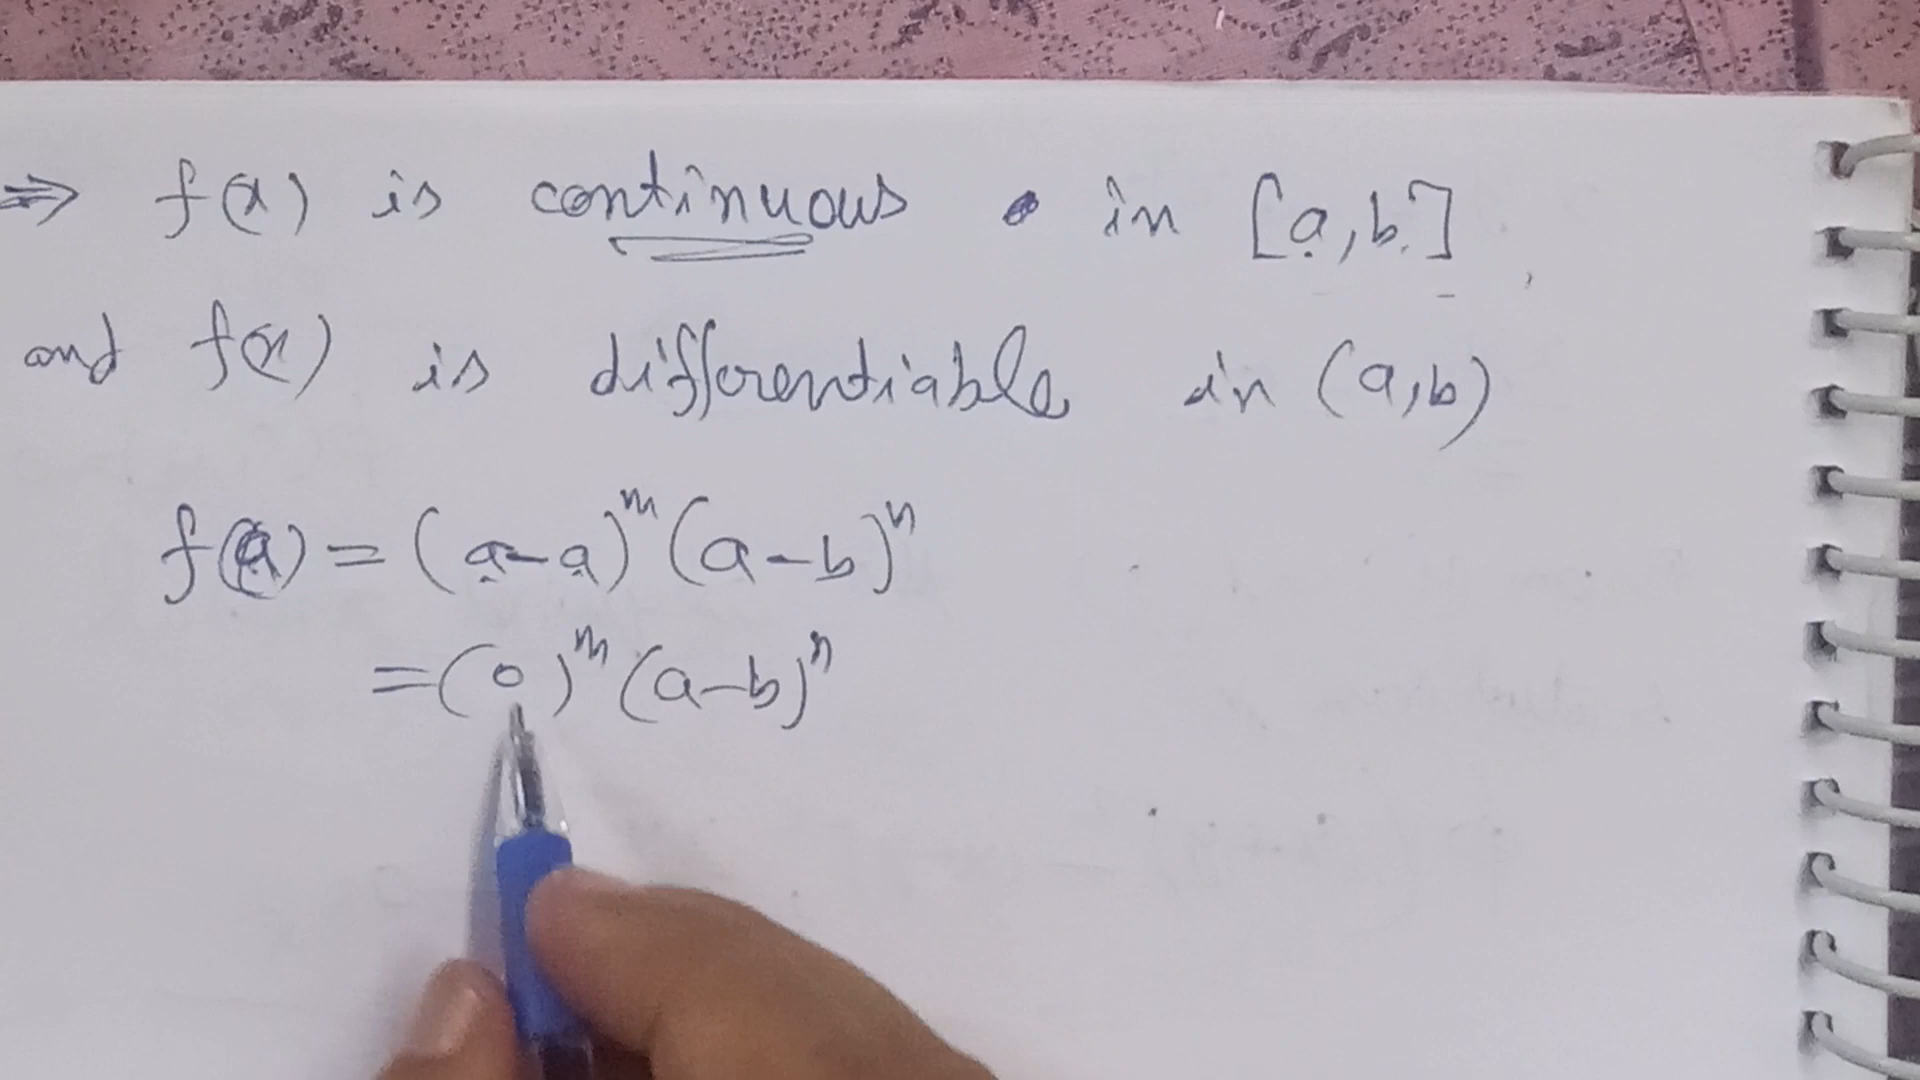 ⇒ f(x) is continuous in [a,b]
and f(x) is differentiable in (a,b)
f(a) = (a-a)^m (a-b)^n
= (0)^m (a-b)^n